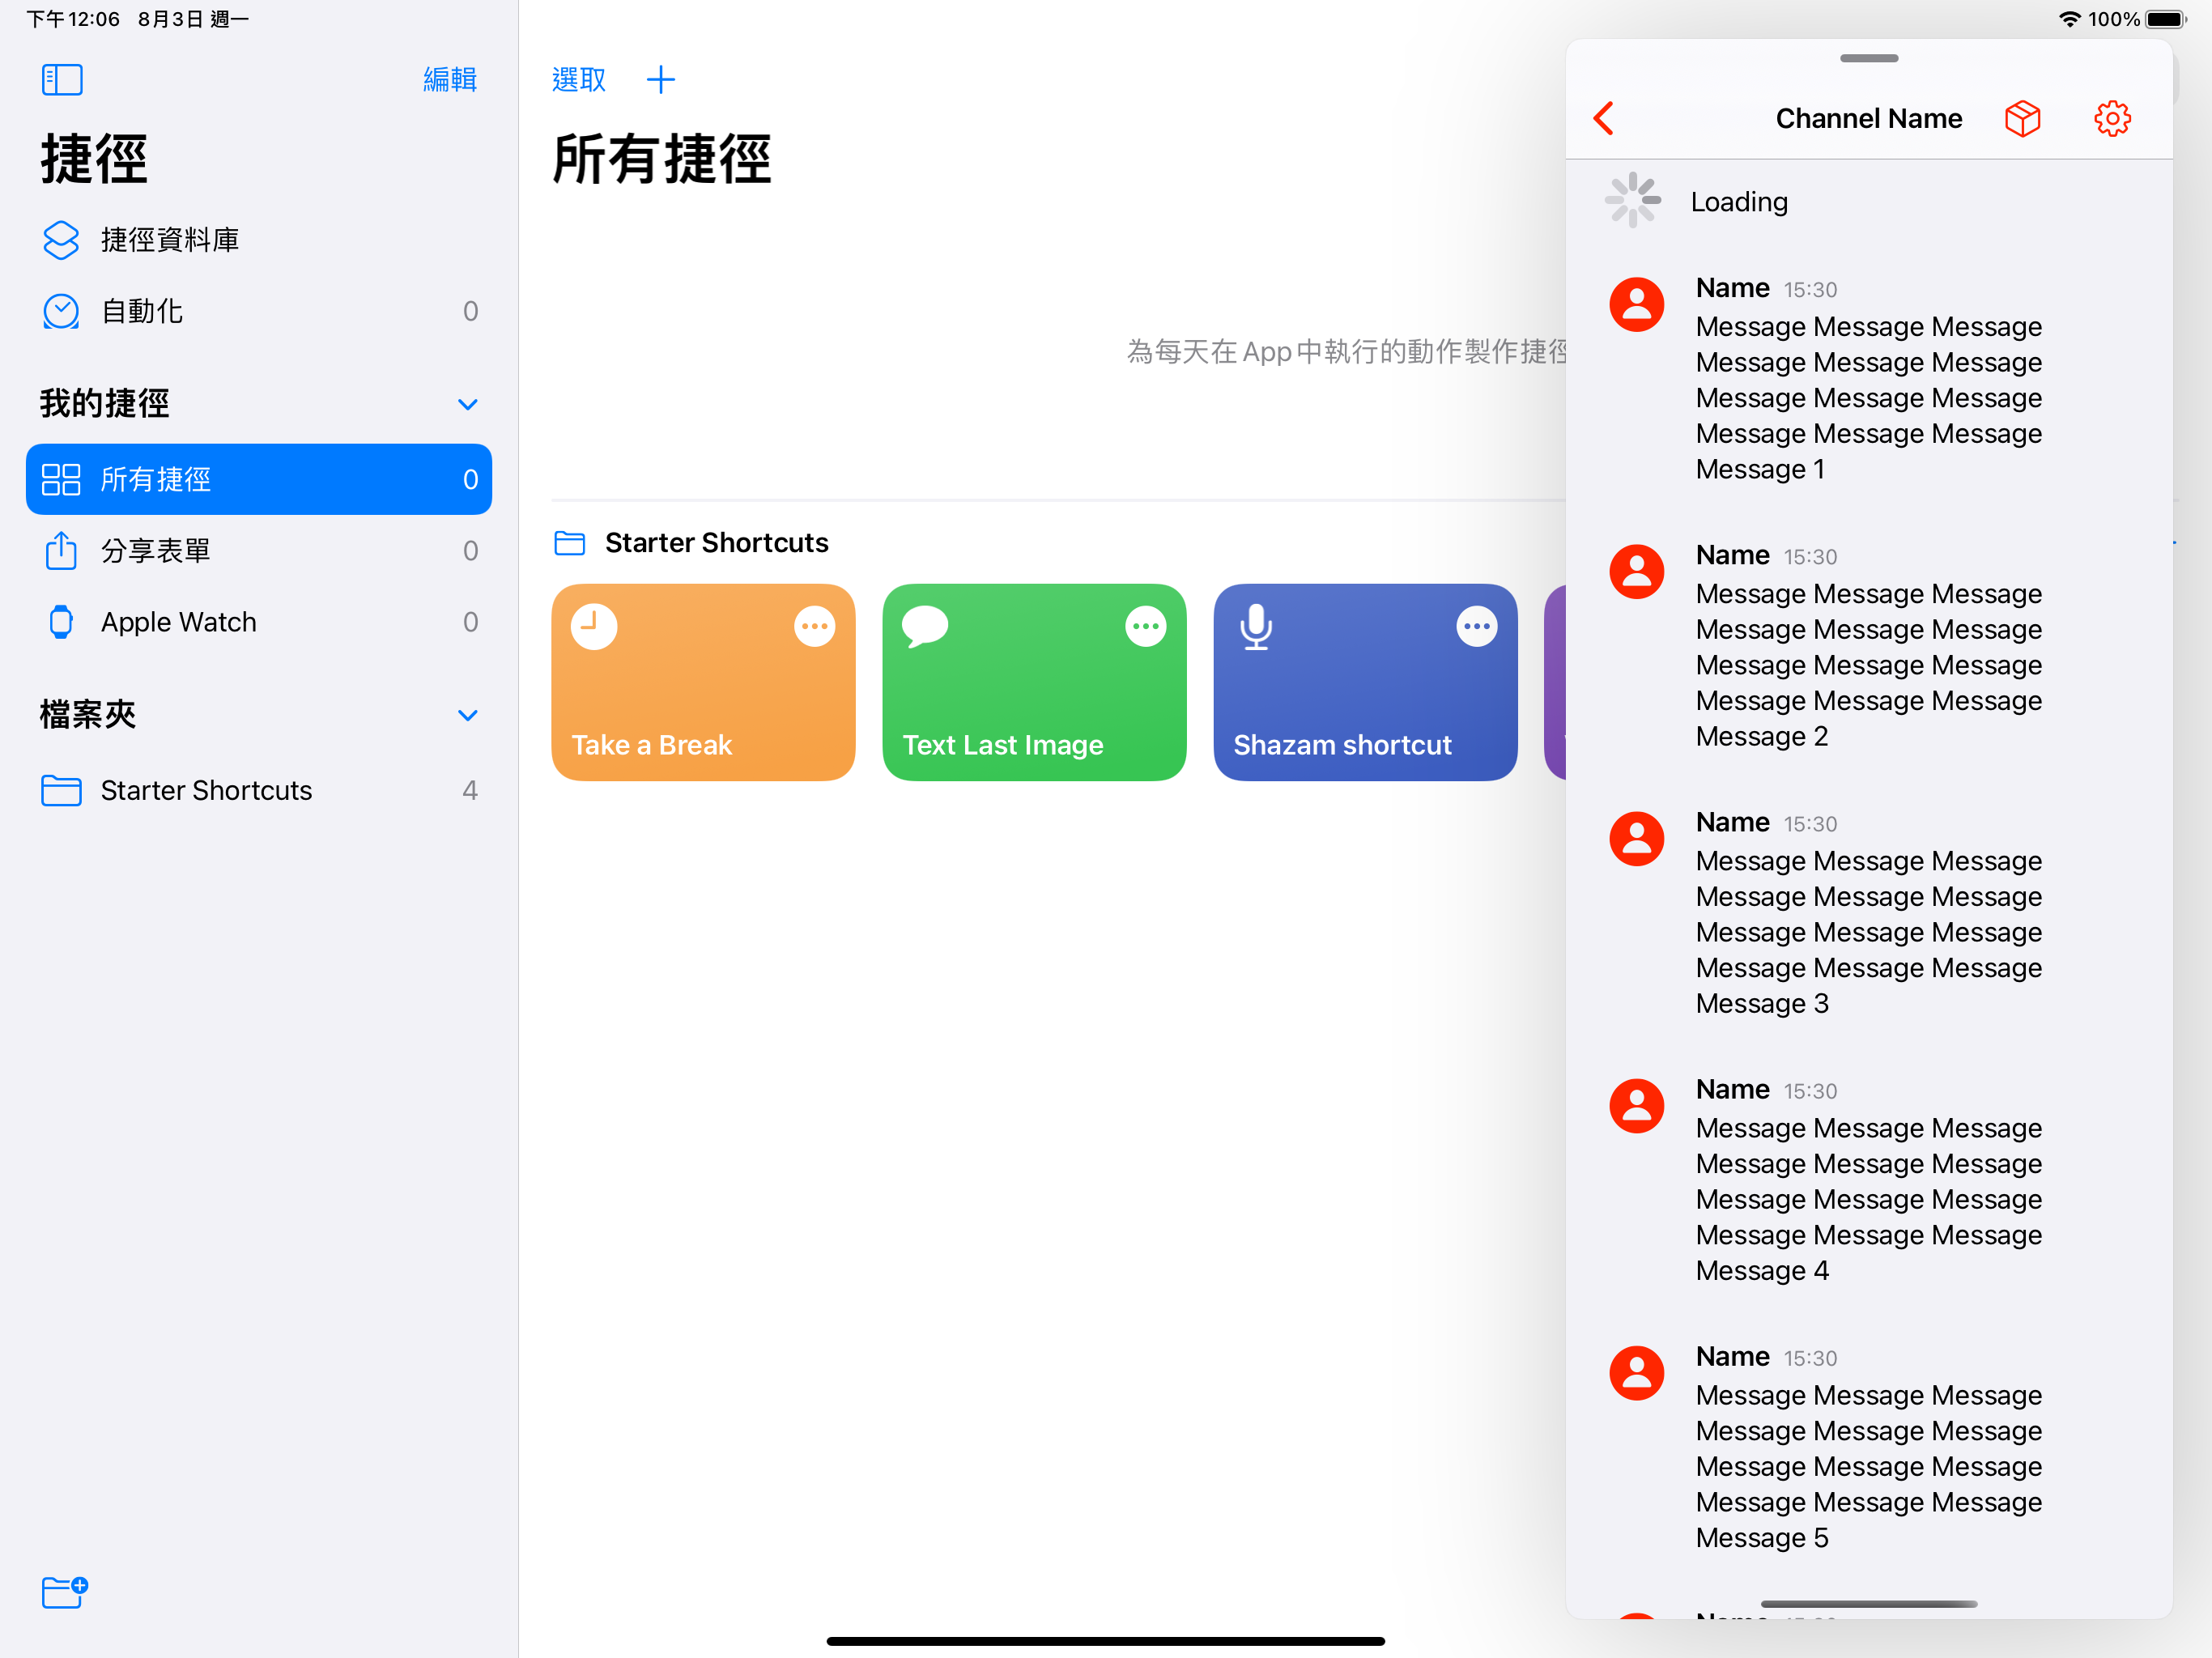 下午12:06 8月3日 週一
100%
編輯
捷徑
捷徑資料庫
自動化 0
我的捷徑
所有捷徑 0
分享表單 0
Apple Watch 0
檔案夾
Starter Shortcuts 4
選取
所有捷徑
為每天在 App 中執行的動作製作捷徑
Starter Shortcuts
Take a Break
Text Last Image
Shazam shortcut
Channel Name
Loading
Name 15:30
Message Message Message
Message Message Message
Message Message Message
Message Message Message
Message 1
Name 15:30
Message Message Message
Message Message Message
Message Message Message
Message Message Message
Message 2
Name 15:30
Message Message Message
Message Message Message
Message Message Message
Message Message Message
Message 3
Name 15:30
Message Message Message
Message Message Message
Message Message Message
Message Message Message
Message 4
Name 15:30
Message Message Message
Message Message Message
Message Message Message
Message Message Message
Message 5